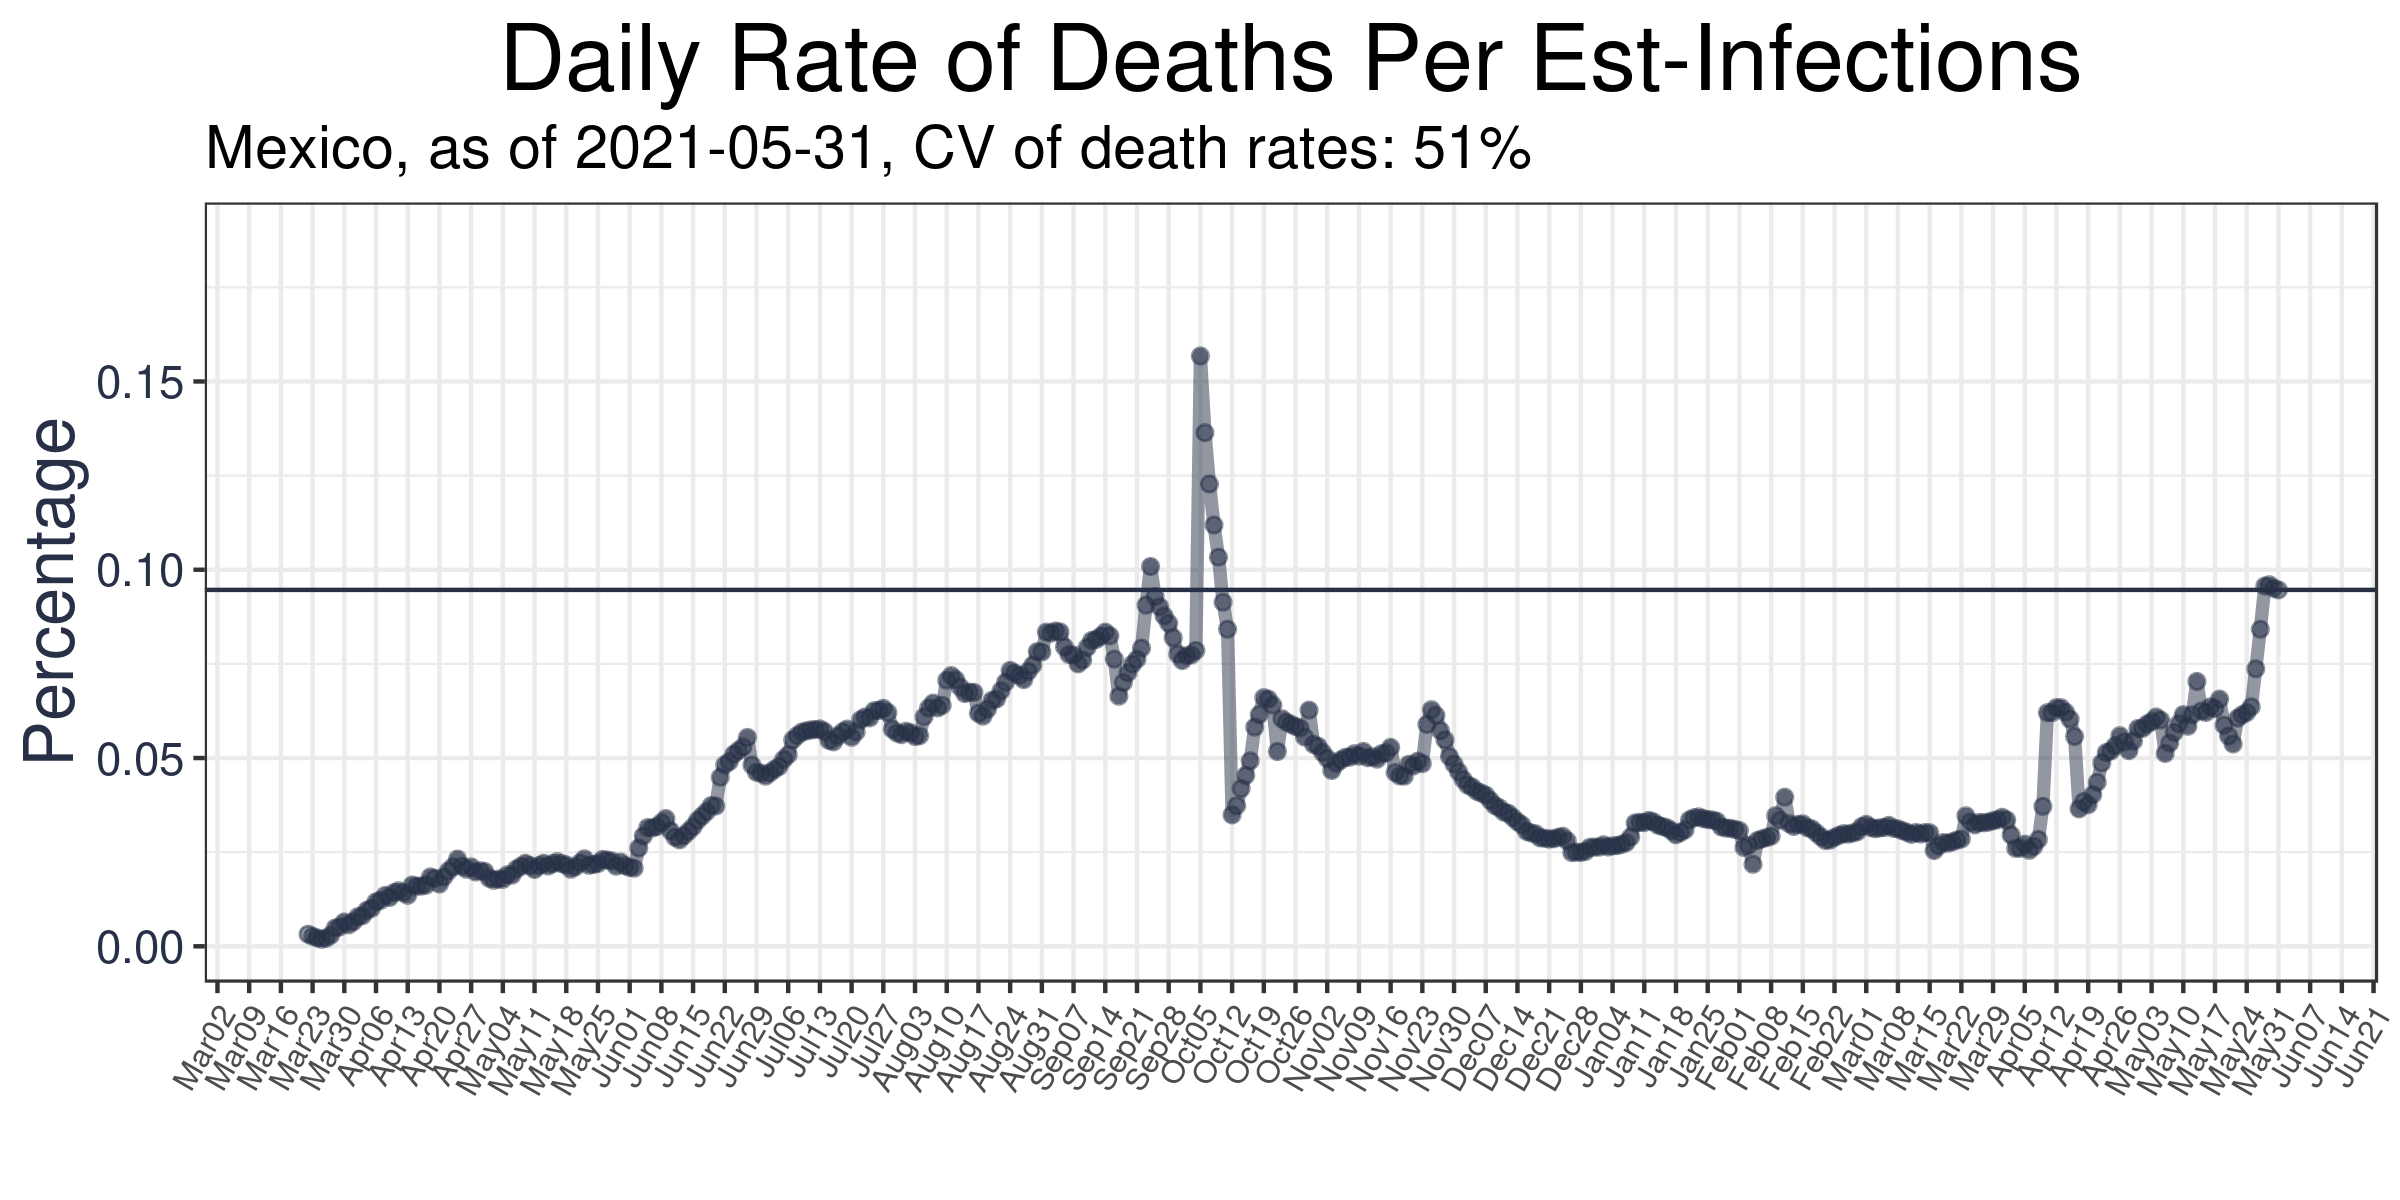 Daily Rate of Deaths Per Est-Infections
Mexico, as of 2021-05-31, CV of death rates: 51%
Percentage
0.15
0.10
0.05
0.00
Mar02
Mar09
Mar16
Mar23
Mar30
Apr06
Apr13
Apr20
Apr27
May04
May11
May18
May25
Jun01
Jun08
Jun15
Jun22
Jun29
Jul06
Jul13
Jul20
Jul27
Aug03
Aug10
Aug17
Aug24
Aug31
Sep07
Sep14
Sep21
Sep28
Oct05
Oct12
Oct19
Oct26
Nov02
Nov09
Nov16
Nov23
Nov30
Dec07
Dec14
Dec21
Dec28
Jan04
Jan11
Jan18
Jan25
Feb01
Feb08
Feb15
Feb22
Mar01
Mar08
Mar15
Mar22
Mar29
Apr05
Apr12
Apr19
Apr26
May03
May10
May17
May24
May31
Jun07
Jun14
Jun21